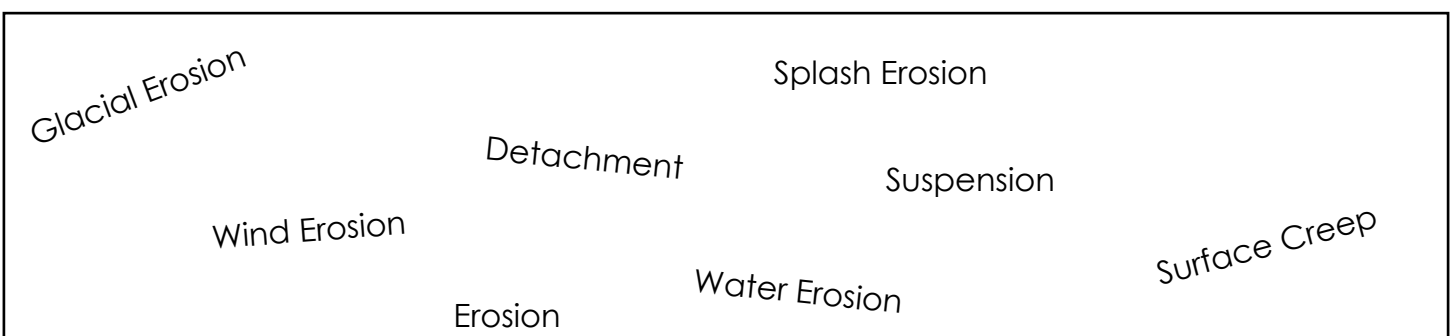 Glacial Erosion
Splash Erosion
Detachment
Suspension
Wind Erosion
Surface Creep
Water Erosion
Erosion